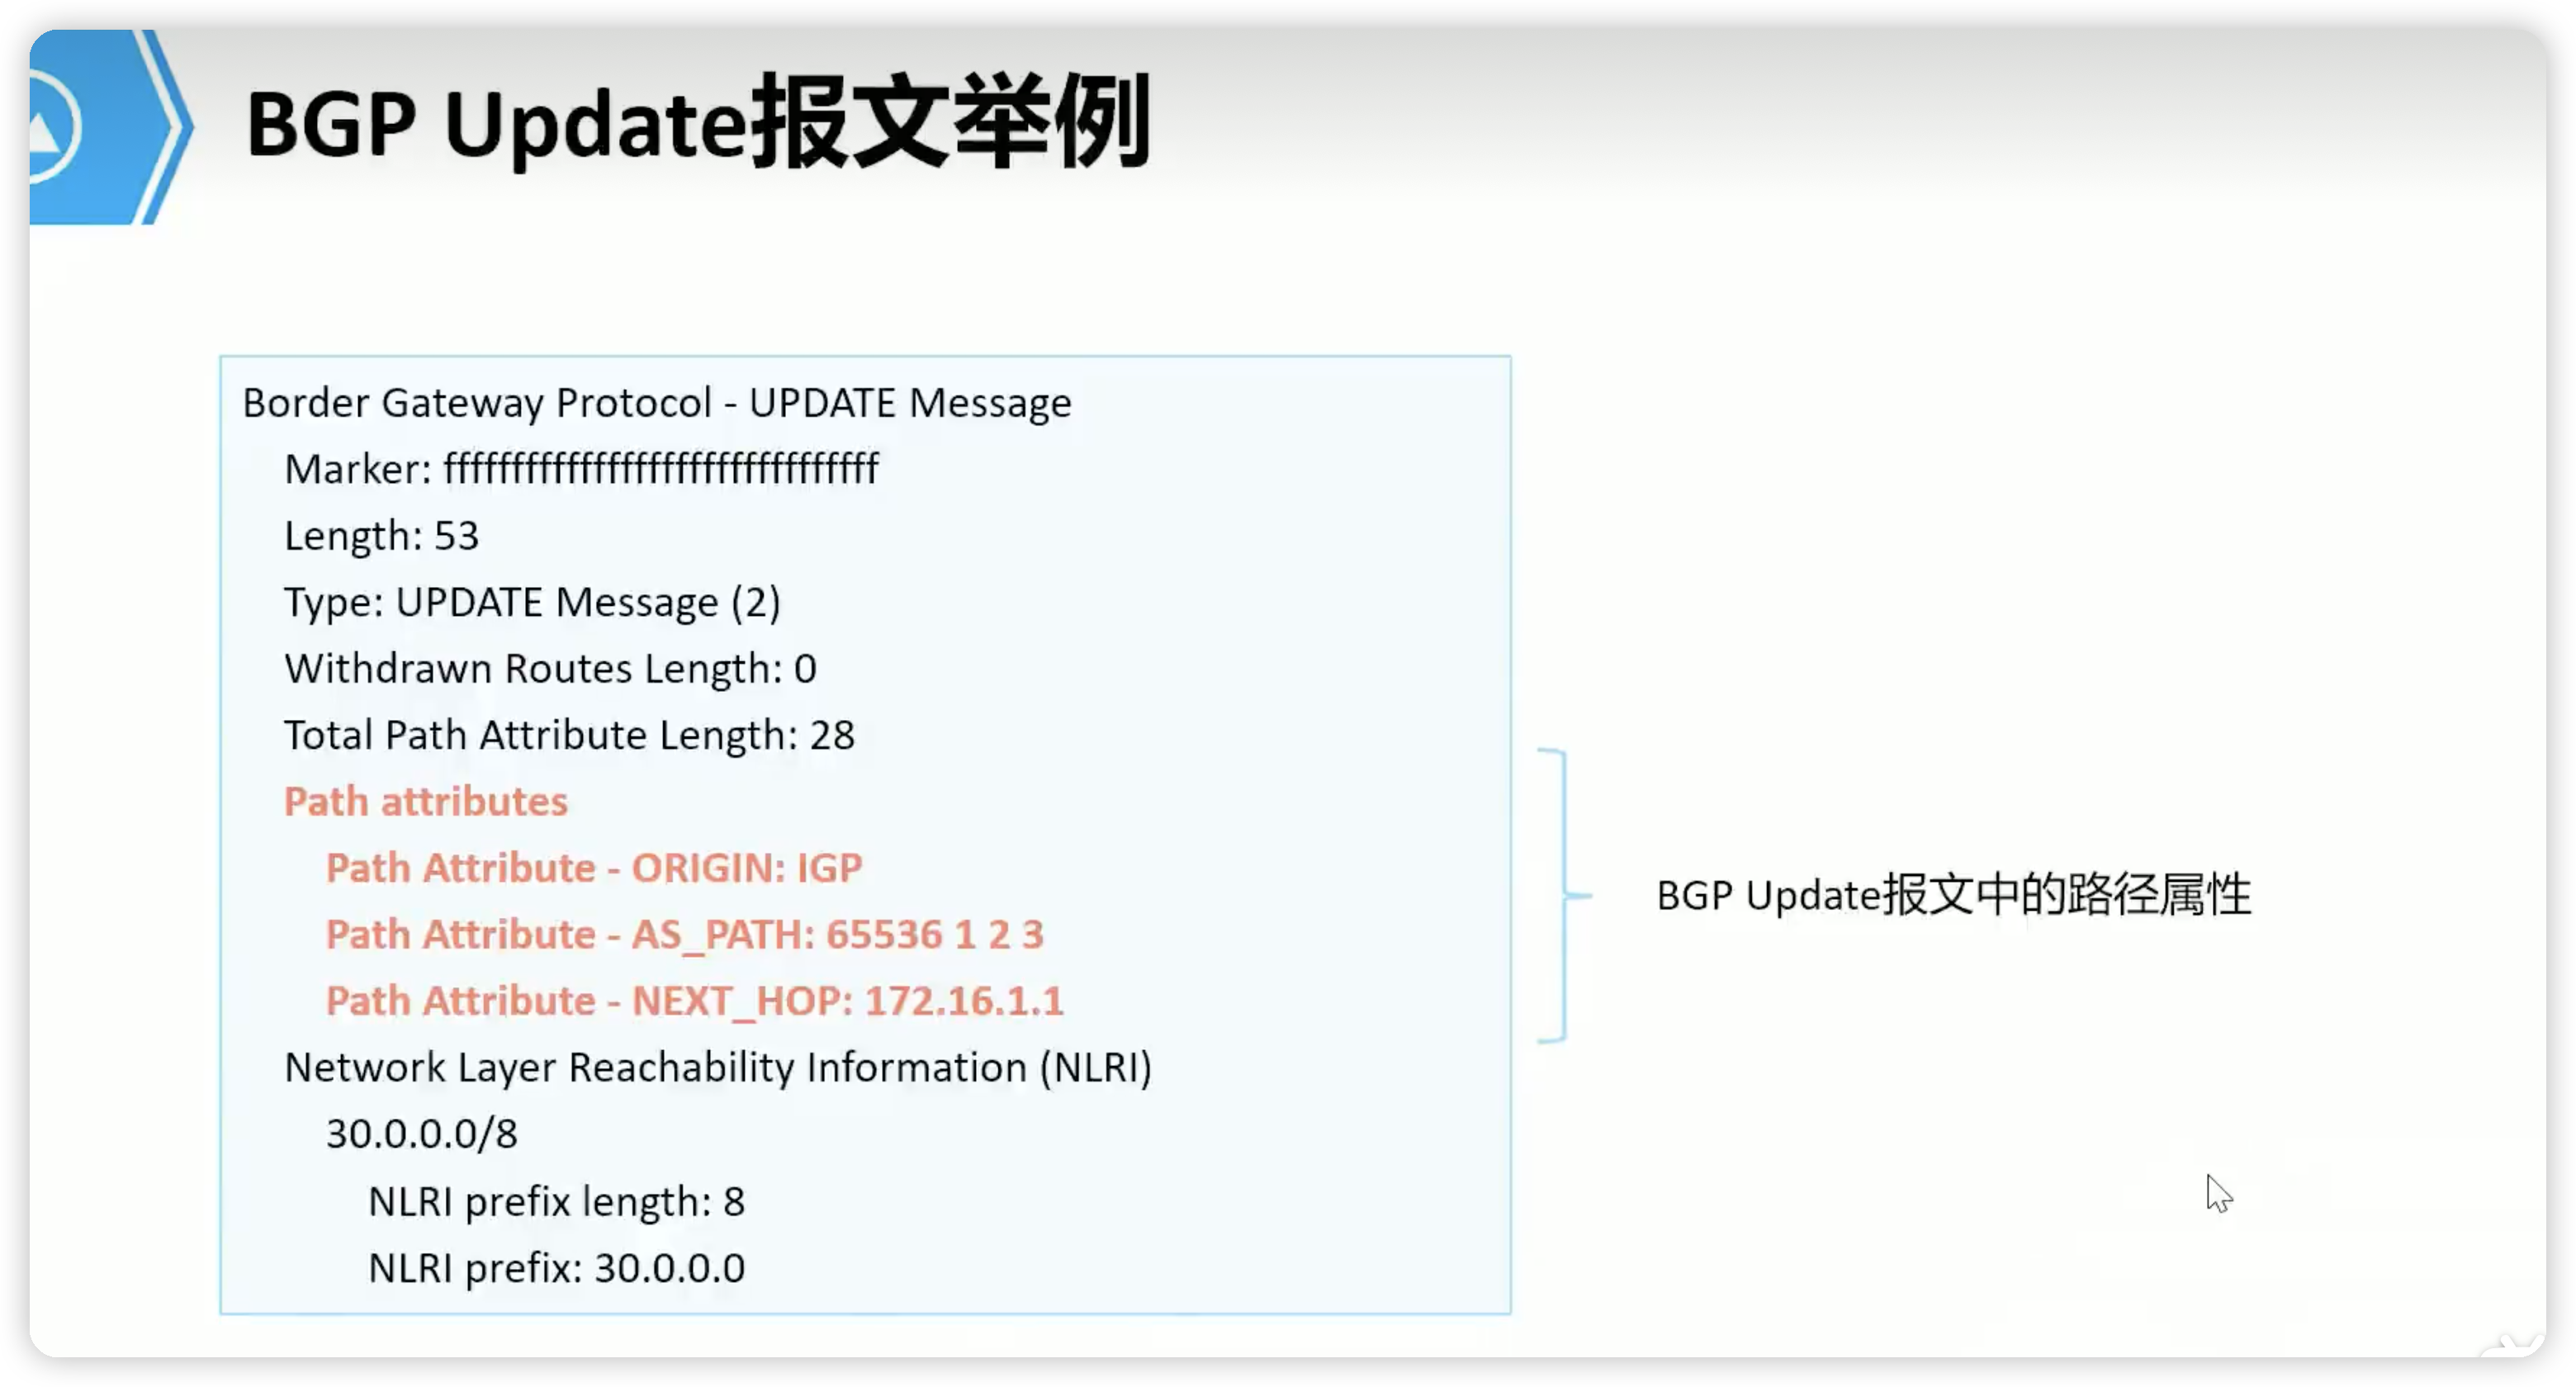 BGP Update报文举例
Border Gateway Protocol - UPDATE Message
Marker: ffffffffffffffffffffffffffffffff
Length: 53
Type: UPDATE Message (2)
Withdrawn Routes Length: 0
Total Path Attribute Length: 28
Path attributes
Path Attribute - ORIGIN: IGP
Path Attribute - AS_PATH: 65536 1 2 3
Path Attribute - NEXT_HOP: 172.16.1.1
BGP Update报文中的路径属性
Network Layer Reachability Information (NLRI)
30.0.0.0/8
NLRI prefix length: 8
NLRI prefix: 30.0.0.0